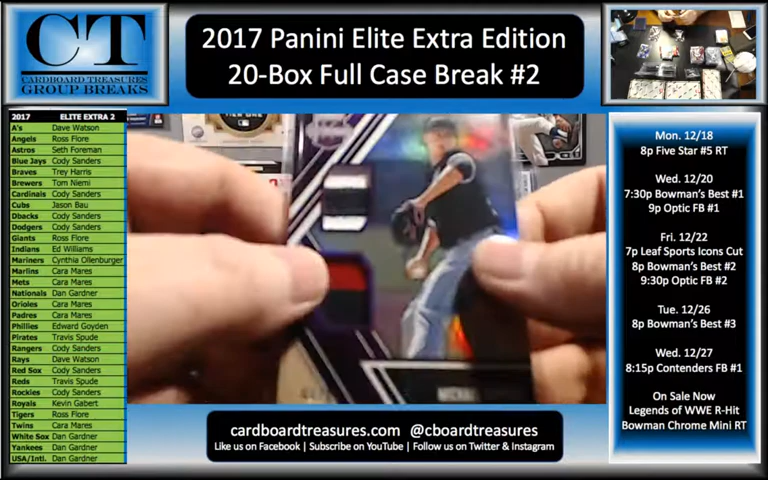 CT
CARDBOARD TREASURES
GROUP BREAKS
2017 Panini Elite Extra Edition
20-Box Full Case Break #2
2017 ELITE EXTRA 2
A's Dave Watson
Angels Ross Flore
Astros Seth Foreman
Blue Jays Cody Sanders
Braves Trey Harris
Brewers Tom Niemi
Cardinals Cody Sanders
Cubs Jason Bau
Dbacks Cody Sanders
Dodgers Cody Sanders
Giants Ross Flore
Indians Ed Williams
Mariners Cynthia Ollenburger
Marlins Cara Mares
Mets Cara Mares
Nationals Dan Gardner
Orioles Cara Mares
Padres Cara Mares
Phillies Edward Goyden
Pirates Travis Spude
Rangers Cody Sanders
Rays Dave Watson
Red Sox Cody Sanders
Reds Travis Spude
Rockies Cody Sanders
Royals Kevin Gabert
Tigers Ross Flore
Twins Cara Mares
White Sox Dan Gardner
Yankees Dan Gardner
USA/Intl. Dan Gardner
Mon. 12/18
8p Five Star #5 RT
Wed. 12/20
7:30p Bowman's Best #1
9p Optic FB #1
Fri. 12/22
7p Leaf Sports Icons Cut
8p Bowman's Best #2
9:30p Optic FB #2
Tue. 12/26
8p Bowman's Best #3
Wed. 12/27
8:15p Contenders FB #1
On Sale Now
Legends of WWE R-Hit
Bowman Chrome Mini RT
cardboardtreasures.com @cboardtreasures
Like us on Facebook | Subscribe on YouTube | Follow us on Twitter & Instagram